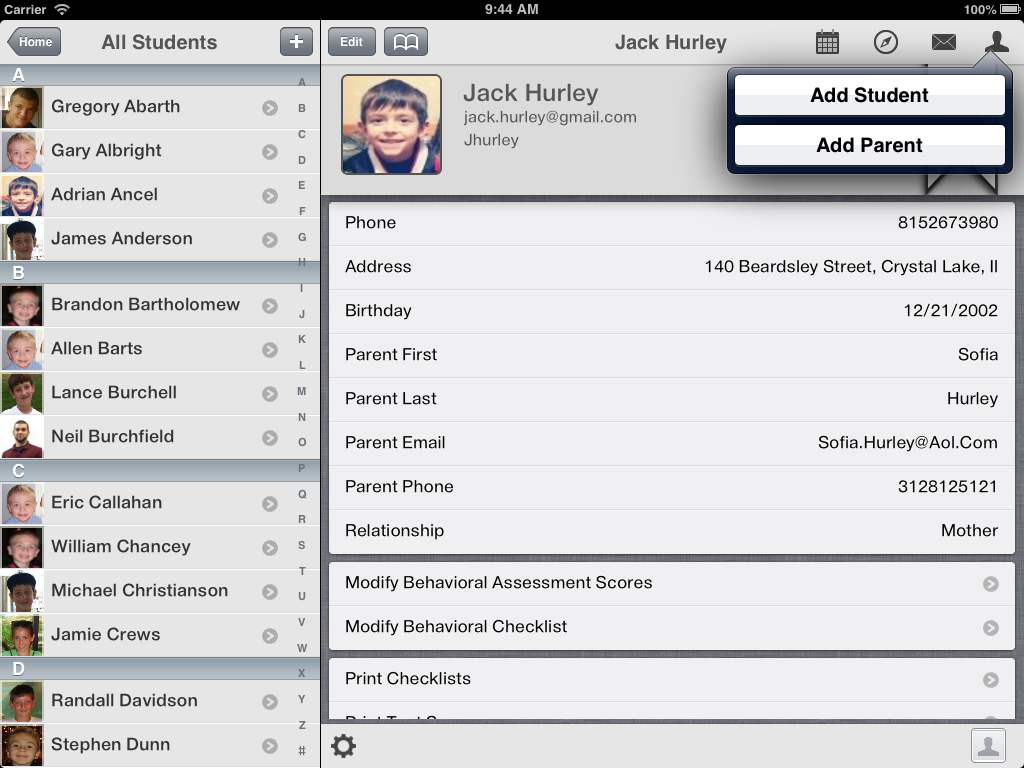 Carrier 9:44 AM 100%
Home All Students +
A
Gregory Abarth
Gary Albright
Adrian Ancel
James Anderson
B
Brandon Bartholomew
Allen Barts
Lance Burchell
Neil Burchfield
C
Eric Callahan
William Chancey
Michael Christianson
Jamie Crews
D
Randall Davidson
Stephen Dunn
A
B
C
D
E
F
G
H
I
J
K
L
M
N
O
P
Q
R
S
T
U
V
W
X
Y
Z
#
Edit Jack Hurley
Add Student
Add Parent
Jack Hurley
jack.hurley@gmail.com
Jhurley
Phone 8152673980
Address 140 Beardsley Street, Crystal Lake, Il
Birthday 12/21/2002
Parent First Sofia
Parent Last Hurley
Parent Email Sofia.Hurley@Aol.Com
Parent Phone 3128125121
Relationship Mother
Modify Behavioral Assessment Scores
Modify Behavioral Checklist
Print Checklists